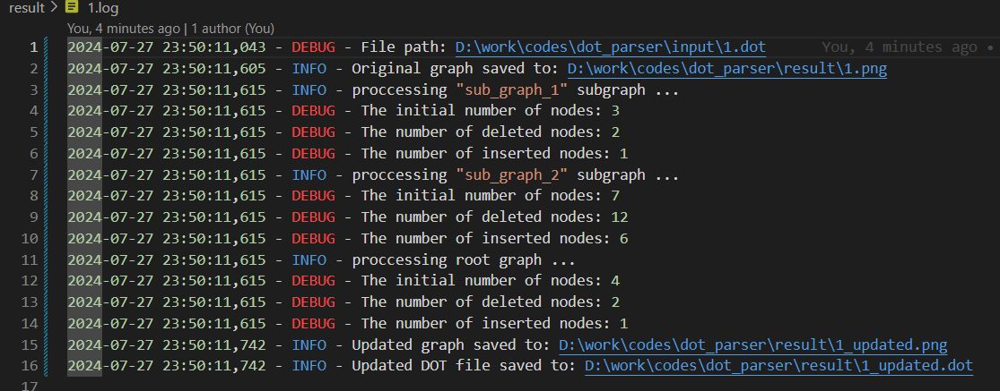 result > 1.log
You, 4 minutes ago | 1 author (You)
1 2024-07-27 23:50:11,043 - DEBUG - File path: D:\work\codes\dot_parser\input\1.dot You, 4 minutes ago •
2 2024-07-27 23:50:11,605 - INFO - Original graph saved to: D:\work\codes\dot_parser\result\1.png
3 2024-07-27 23:50:11,615 - INFO - proccessing "sub_graph_1" subgraph ...
4 2024-07-27 23:50:11,615 - DEBUG - The initial number of nodes: 3
5 2024-07-27 23:50:11,615 - DEBUG - The number of deleted nodes: 2
6 2024-07-27 23:50:11,615 - DEBUG - The number of inserted nodes: 1
7 2024-07-27 23:50:11,615 - INFO - proccessing "sub_graph_2" subgraph ...
8 2024-07-27 23:50:11,615 - DEBUG - The initial number of nodes: 7
9 2024-07-27 23:50:11,615 - DEBUG - The number of deleted nodes: 12
10 2024-07-27 23:50:11,615 - DEBUG - The number of inserted nodes: 6
11 2024-07-27 23:50:11,615 - INFO - proccessing root graph ...
12 2024-07-27 23:50:11,615 - DEBUG - The initial number of nodes: 4
13 2024-07-27 23:50:11,615 - DEBUG - The number of deleted nodes: 2
14 2024-07-27 23:50:11,615 - DEBUG - The number of inserted nodes: 1
15 2024-07-27 23:50:11,742 - INFO - Updated graph saved to: D:\work\codes\dot_parser\result\1_updated.png
16 2024-07-27 23:50:11,742 - INFO - Updated DOT file saved to: D:\work\codes\dot_parser\result\1_updated.dot
17